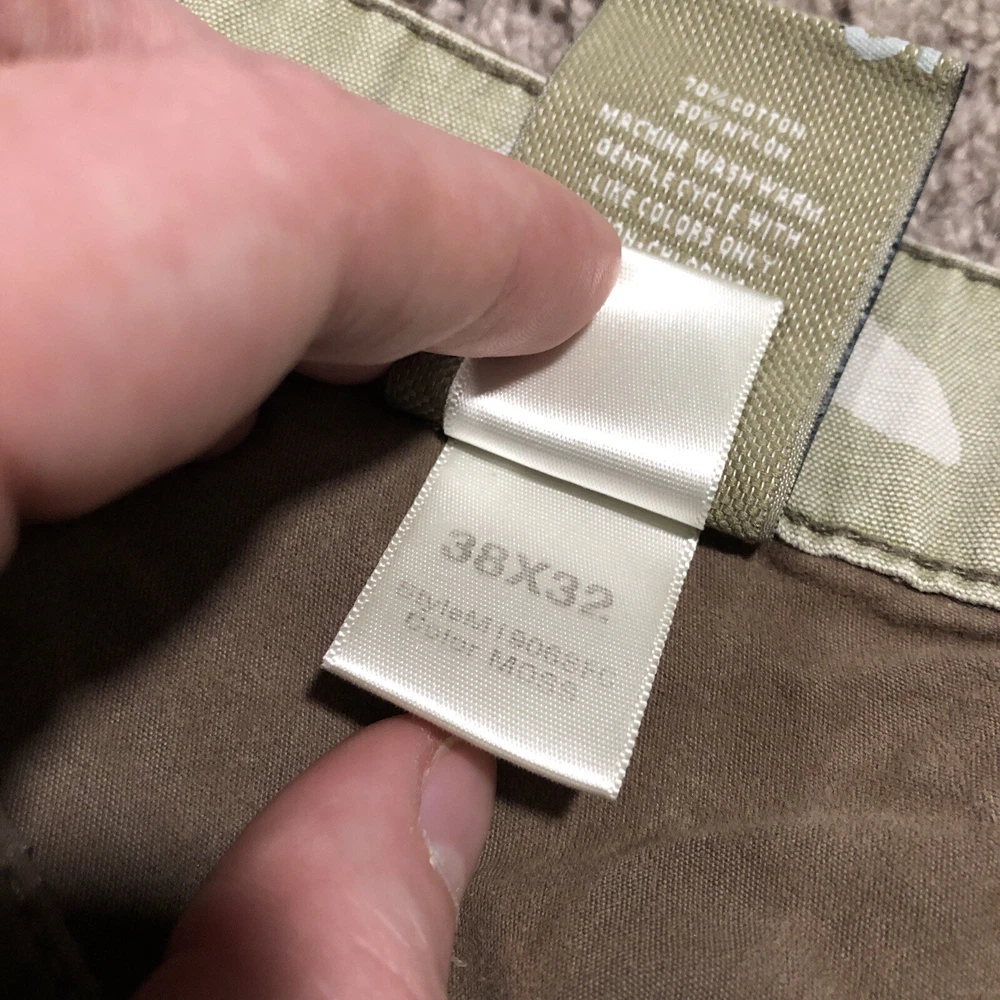 70% COTTON
30% NYLON
MACHINE WASH WARM
GENTLE CYCLE WITH
LIKE COLORS ONLY
38X32
Color MOSS